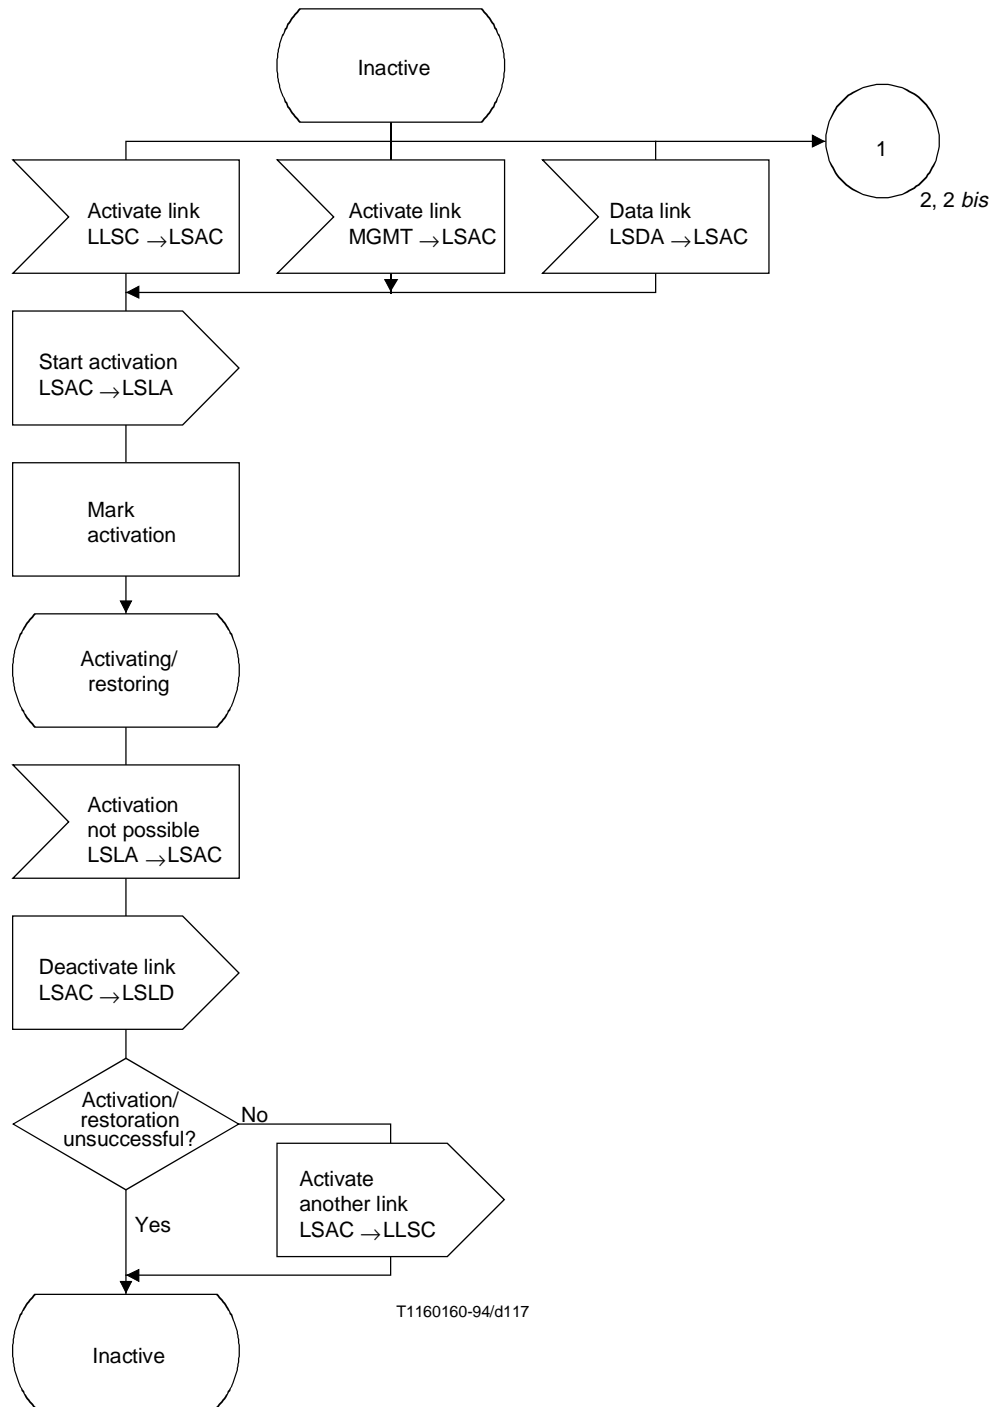 Inactive
1
2, 2 bis
Activate link
LLSC →LSAC
Activate link
MGMT →LSAC
Data link
LSDA →LSAC
Start activation
LSAC →LSLA
Mark
activation
Activating/
restoring
Activation
not possible
LSLA →LSAC
Deactivate link
LSAC →LSLD
Activation/
restoration
unsuccessful?
No
Activate
another link
LSAC →LLSC
Yes
T1160160-94/d117
Inactive